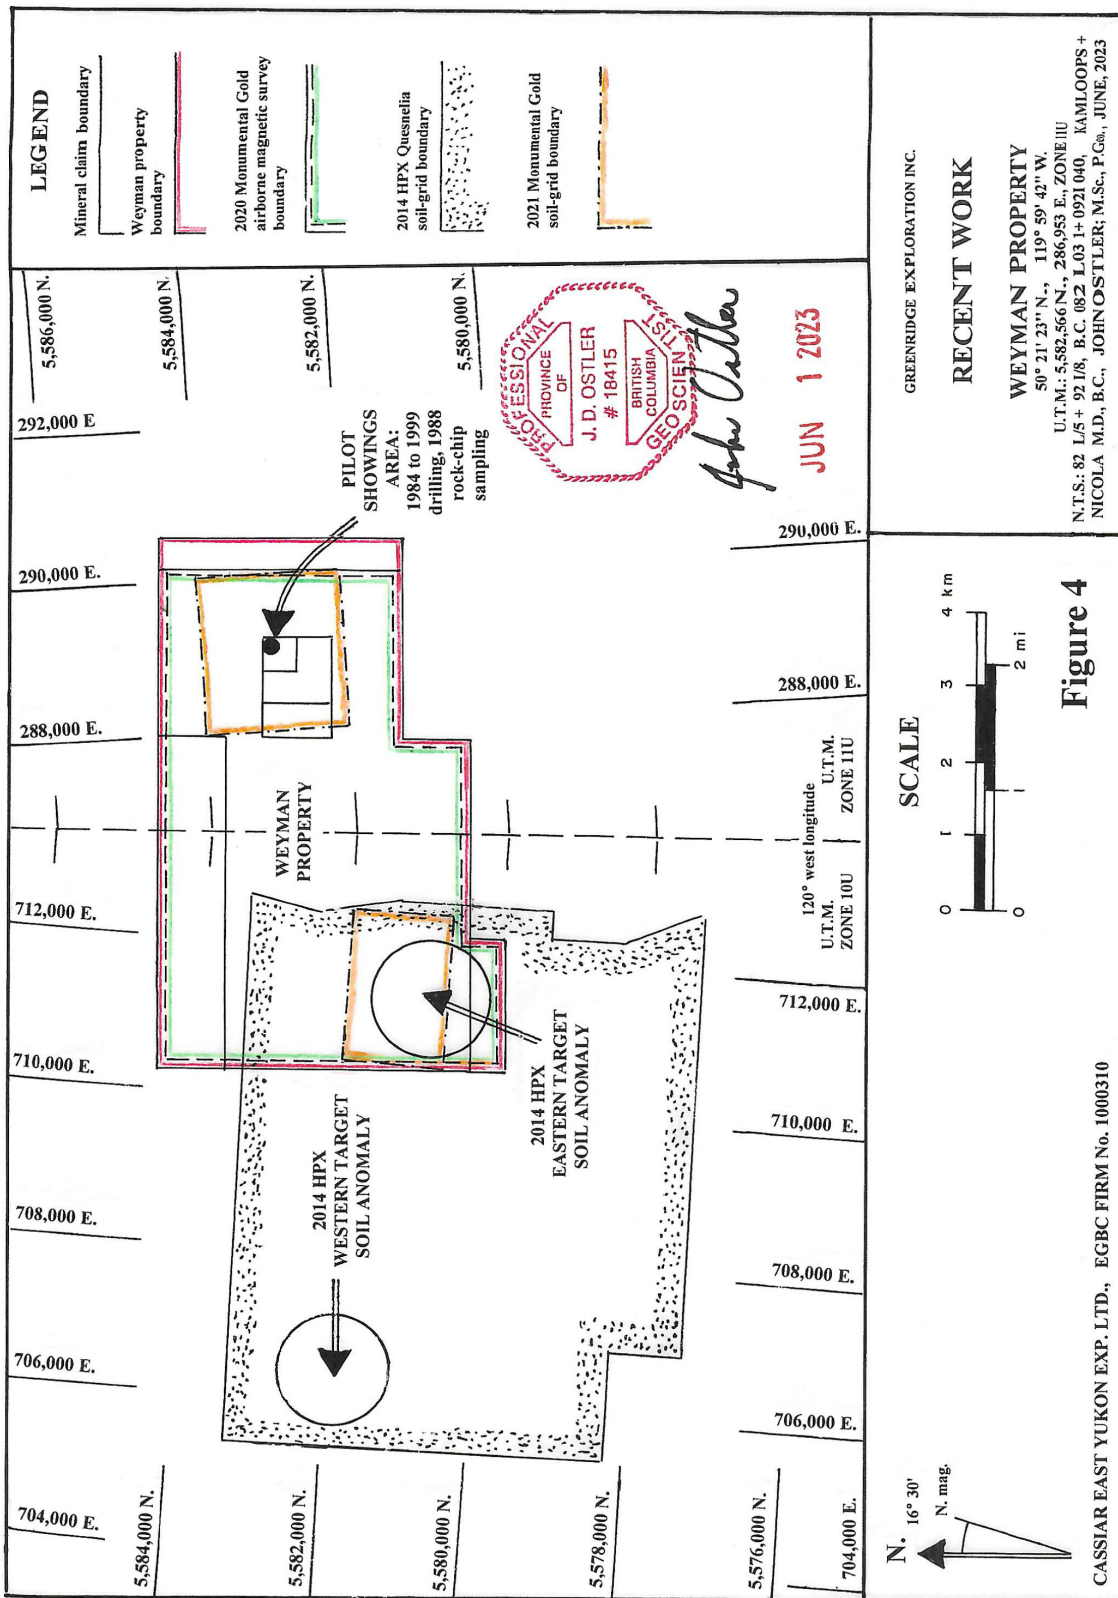 LEGEND
Mineral claim boundary
Weyman property
boundary
2020 Monumental Gold
airborne magnetic survey
boundary
2014 HPX Quesnelia
soil-grid boundary
2021 Monumental Gold
soil-grid boundary
704,000 E.
706,000 E.
708,000 E.
710,000 E.
712,000 E.
288,000 E.
290,000 E.
292,000 E
5,586,000 N.
5,584,000 N.
5,582,000 N.
5,580,000 N.
5,584,000 N.
5,582,000 N.
5,580,000 N.
5,578,000 N.
5,576,000 N.
WEYMAN
PROPERTY
PILOT
SHOWINGS
AREA:
1984 to 1999
drilling, 1988
rock-chip
sampling
2014 HPX
WESTERN TARGET
SOIL ANOMALY
2014 HPX
EASTERN TARGET
SOIL ANOMALY
PROFESSIONAL
PROVINCE
OF
J. D. OSTLER
# 18415
BRITISH
COLUMBIA
GEOSCIENTIST
John Ostler
JUN 1 2023
120° west longitude
U.T.M.
ZONE 10U
U.T.M.
ZONE 11U
704,000 E.
706,000 E.
708,000 E.
710,000 E.
712,000 E.
288,000 E.
290,000 E.
N.
16° 30'
N. mag.
CASSIAR EAST YUKON EXP. LTD., EGBC FIRM No. 1000310
SCALE
0 1 2 3 4 km
0 1 2 mi
Figure 4
GREENRIDGE EXPLORATION INC.
RECENT WORK
WEYMAN PROPERTY
50° 21' 23" N., 119° 59' 42" W.
U.T.M.: 5,582,566 N., 286,953 E., ZONE 11U
N.T.S.: 82 L/5 + 92 I/8, B.C. 082 L.03 1+ 092I 040, KAMLOOPS +
NICOLA M.D., B.C., JOHN OSTLER; M.Sc., P.Geo., JUNE, 2023